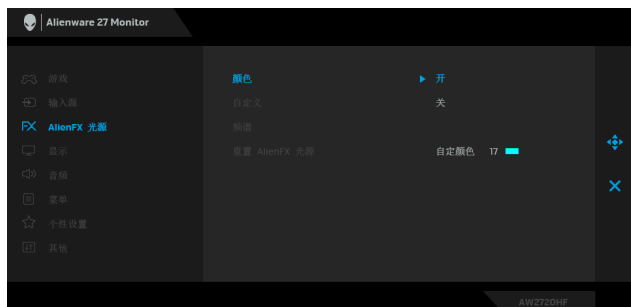 Alienware 27 Monitor
游戏
输入源
AlienFX 光源
显示
音频
菜单
个性设置
其他
颜色 开
自定义 关
频谱
重置 AlienFX 光源 自定颜色 17
AW2720HF